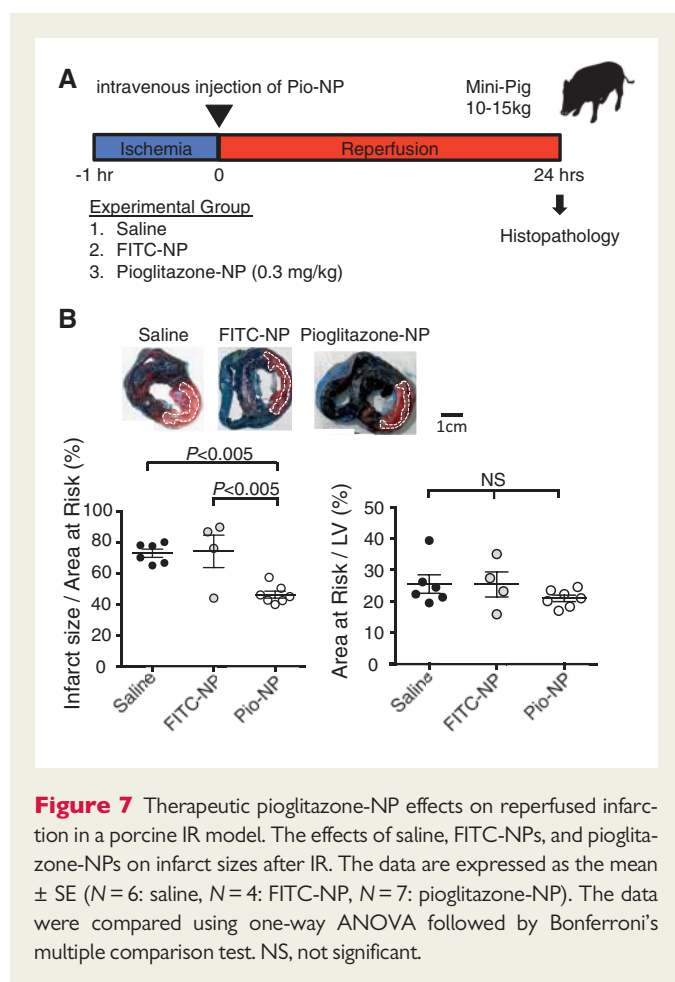 A
intravenous injection of Pio-NP
Mini-Pig
10-15kg
Ischemia
Reperfusion
-1 hr
0
24 hrs
Experimental Group
1. Saline
2. FITC-NP
3. Pioglitazone-NP (0.3 mg/kg)
Histopathology
B
Saline
FITC-NP
Pioglitazone-NP
1cm
P<0.005
P<0.005
Infarct size / Area at Risk (%)
100
80
60
40
20
0
Saline
FITC-NP
Pio-NP
NS
Area at Risk / LV (%)
50
40
30
20
10
0
Saline
FITC-NP
Pio-NP
Figure 7 Therapeutic pioglitazone-NP effects on reperfused infarc-
tion in a porcine IR model. The effects of saline, FITC-NPs, and pioglita-
zone-NPs on infarct sizes after IR. The data are expressed as the mean
± SE (N = 6: saline, N = 4: FITC-NP, N = 7: pioglitazone-NP). The data
were compared using one-way ANOVA followed by Bonferroni's
multiple comparison test. NS, not significant.